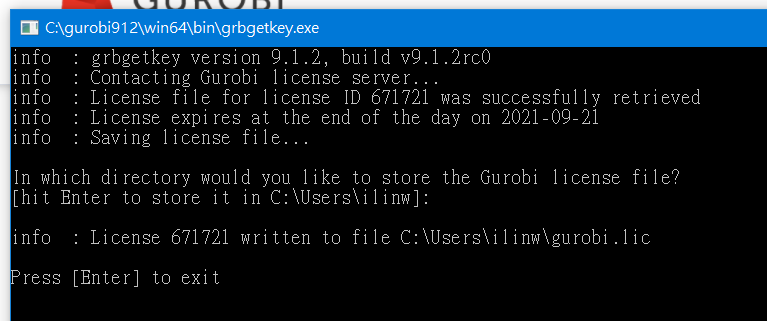 GUROBI
C:\gurobi912\win64\bin\grbgetkey.exe
info : grbgetkey version 9.1.2, build v9.1.2rc0
info : Contacting Gurobi license server...
info : License file for license ID 671721 was successfully retrieved
info : License expires at the end of the day on 2021-09-21
info : Saving license file...
In which directory would you like to store the Gurobi license file?
[hit Enter to store it in C:\Users\ilinw]:
info : License 671721 written to file C:\Users\ilinw\gurobi.lic
Press [Enter] to exit